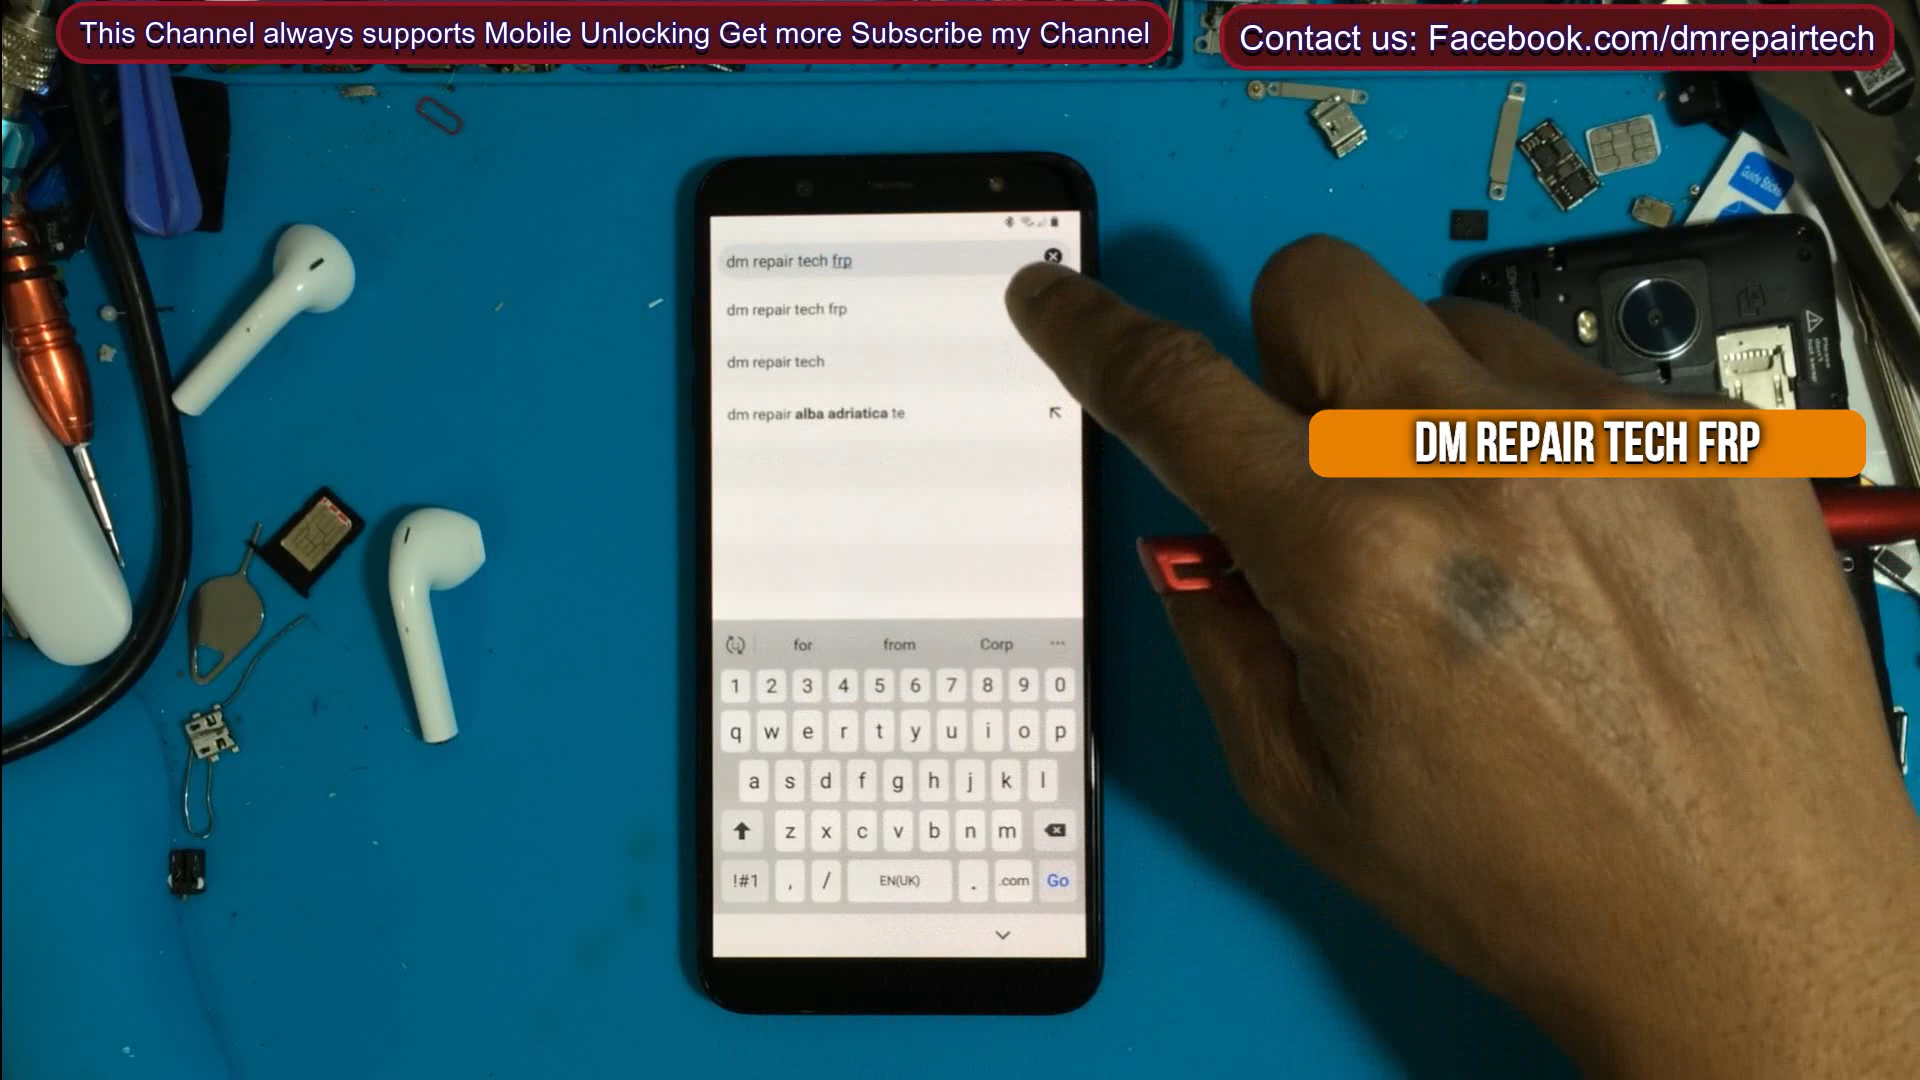 This Channel always supports Mobile Unlocking Get more Subscribe my Channel
Contact us: Facebook.com/dmrepairtech
dm repair tech frp
dm repair tech frp
dm repair tech
dm repair alba adriatica te
DM REPAIR TECH FRP
for from Corp
1 2 3 4 5 6 7 8 9 0
q w e r t y u i o p
a s d f g h j k l
z x c v b n m
!#1 , / EN(UK) . .com Go